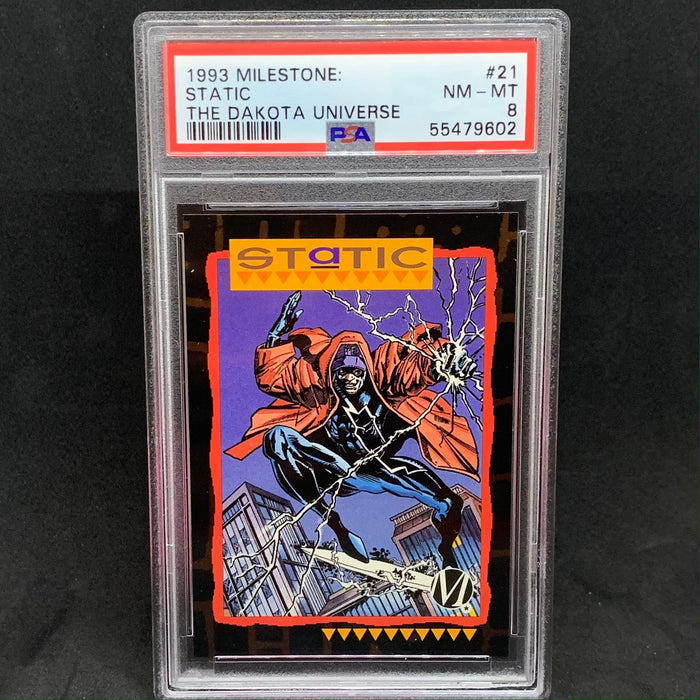 1993 MILESTONE: #21
STATIC NM - MT
THE DAKOTA UNIVERSE 8
PSA 55479602
STaTIC
M